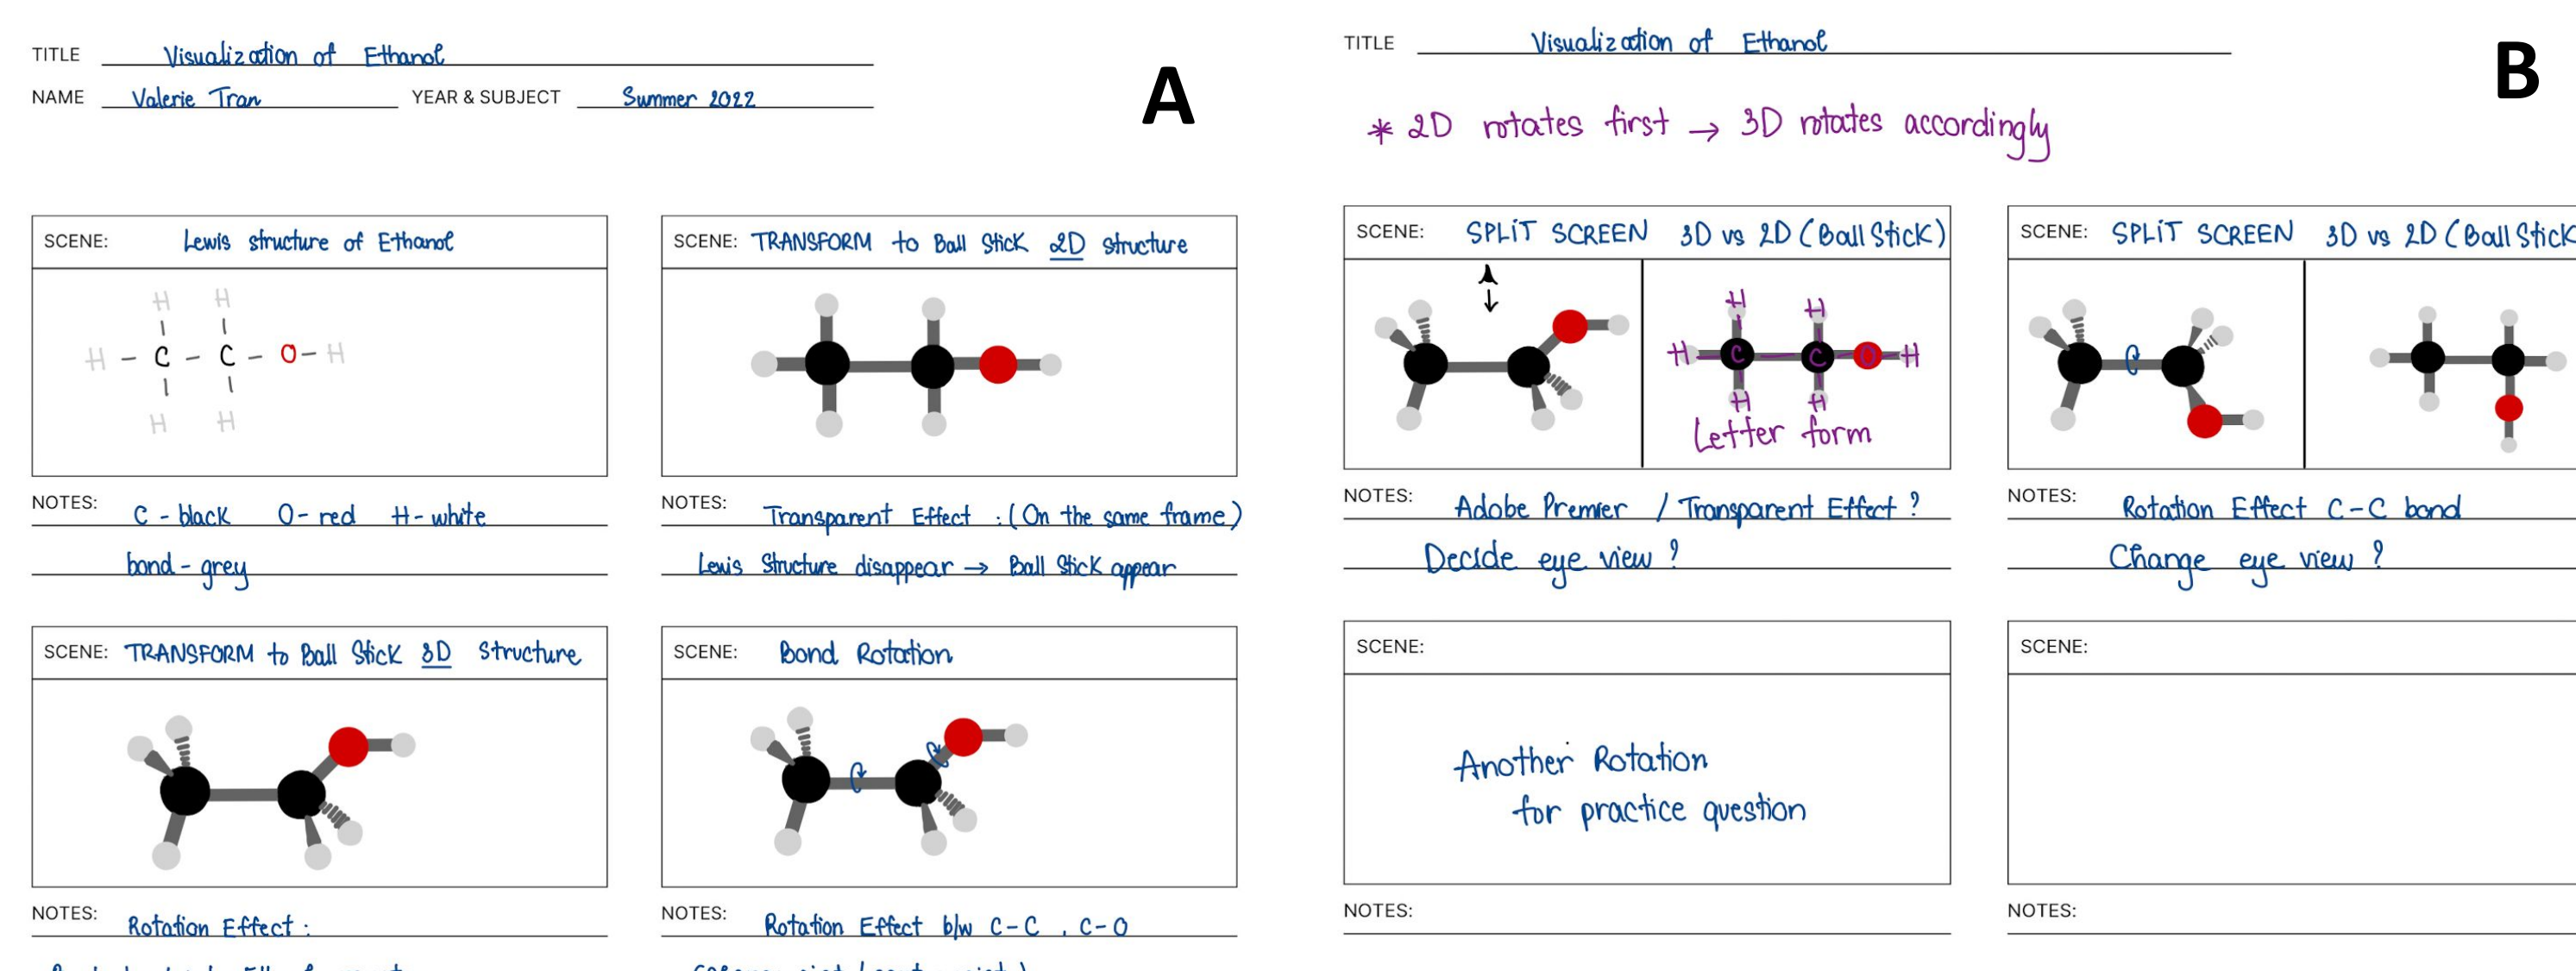 TITLE Visualization of Ethanol
NAME Valerie Tran YEAR & SUBJECT Summer 2022
A
SCENE: Lewis structure of Ethanol
H H
H - C - C - O - H
H H
NOTES: C - black O - red H - white
bond - grey
SCENE: TRANSFORM to Ball Stick 2D structure
NOTES: Transparent Effect : (On the same frame)
Lewis Structure disappear → Ball Stick appear
SCENE: TRANSFORM to Ball Stick 3D Structure
NOTES: Rotation Effect :
SCENE: Bond Rotation
NOTES: Rotation Effect b/w C-C , C-O
TITLE Visualization of Ethanol
B
* 2D rotates first → 3D rotates accordingly
SCENE: SPLIT SCREEN 3D vs 2D (Ball Stick)
H H
H C C O H
H H
Letter form
NOTES: Adobe Premier / Transparent Effect ?
Decide eye view ?
SCENE: SPLIT SCREEN 3D vs 2D (Ball Stick
NOTES: Rotation Effect C-C bond
Change eye view ?
SCENE:
Another Rotation
for practice question
NOTES:
SCENE:
NOTES: